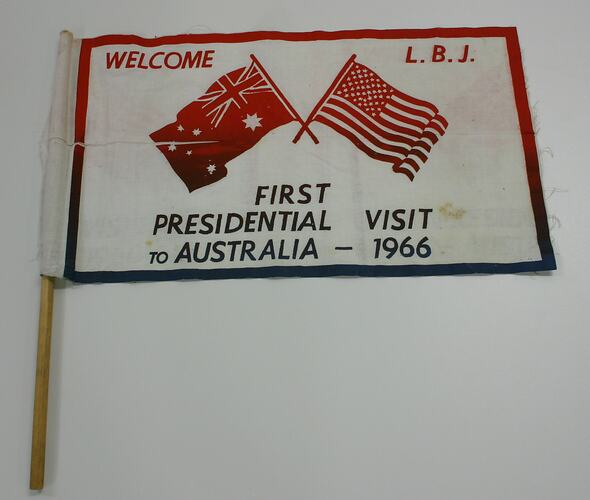 WELCOME L.B.J.
FIRST
PRESIDENTIAL VISIT
TO AUSTRALIA — 1966